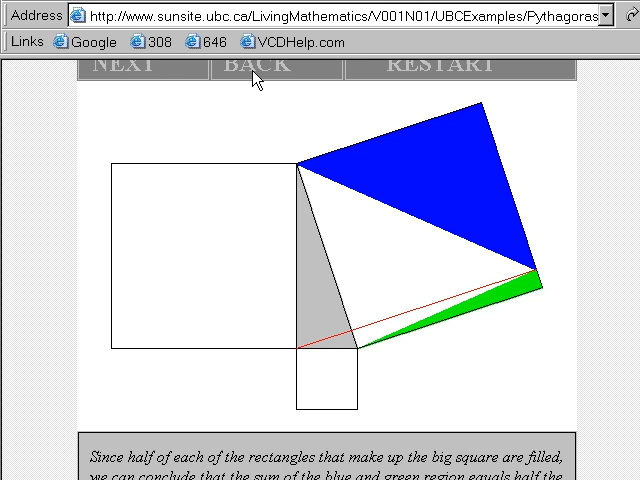 Address http://www.sunsite.ubc.ca/LivingMathematics/V001N01/UBCExamples/Pythagoras
Links Google 308 646 VCDHelp.com
NEXT BACK RESTART
Since half of each of the rectangles that make up the big square are filled,
we can conclude that the sum of the blue and green region equals half the